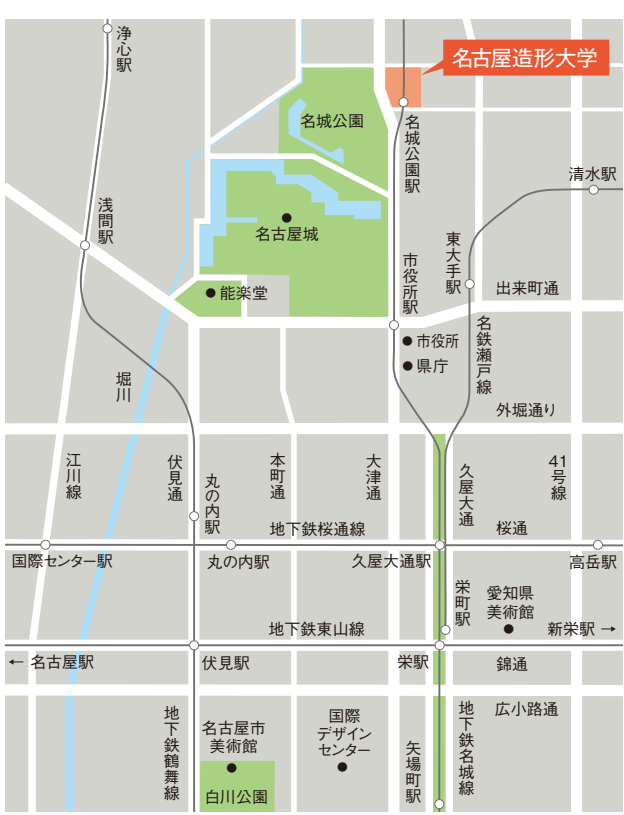 浄心駅
名古屋造形大学
名城公園
名城公園駅
清水駅
浅間駅
名古屋城
東大手駅
市役所駅
能楽堂
出来町通
名鉄瀬戸線
市役所
県庁
堀川
外堀通り
江川線
伏見通
丸の内駅
本町通
大津通
久屋大通
41号線
地下鉄桜通線
桜通
国際センター駅
丸の内駅
久屋大通駅
高岳駅
栄町駅
愛知県
美術館
地下鉄東山線
新栄駅 →
← 名古屋駅
伏見駅
栄駅
錦通
地下鉄鶴舞線
名古屋市
美術館
国際
デザイン
センター
矢場町駅
地下鉄名城線
広小路通
白川公園